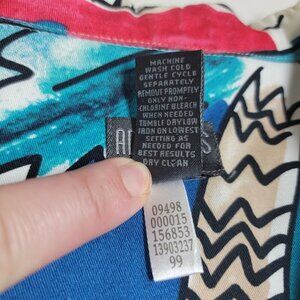 MACHINE
WASH COLD
GENTLE CYCLE
SEPARATELY
REMOVE PROMPTLY
ONLY NON-
CHLORINE BLEACH
WHEN NEEDED
TUMBLE DRY LOW
IRON ON LOWEST
SETTING AS
NEEDED FOR
BEST RESULTS
DRY CLEAN
09498
000015
156853
13903237
99